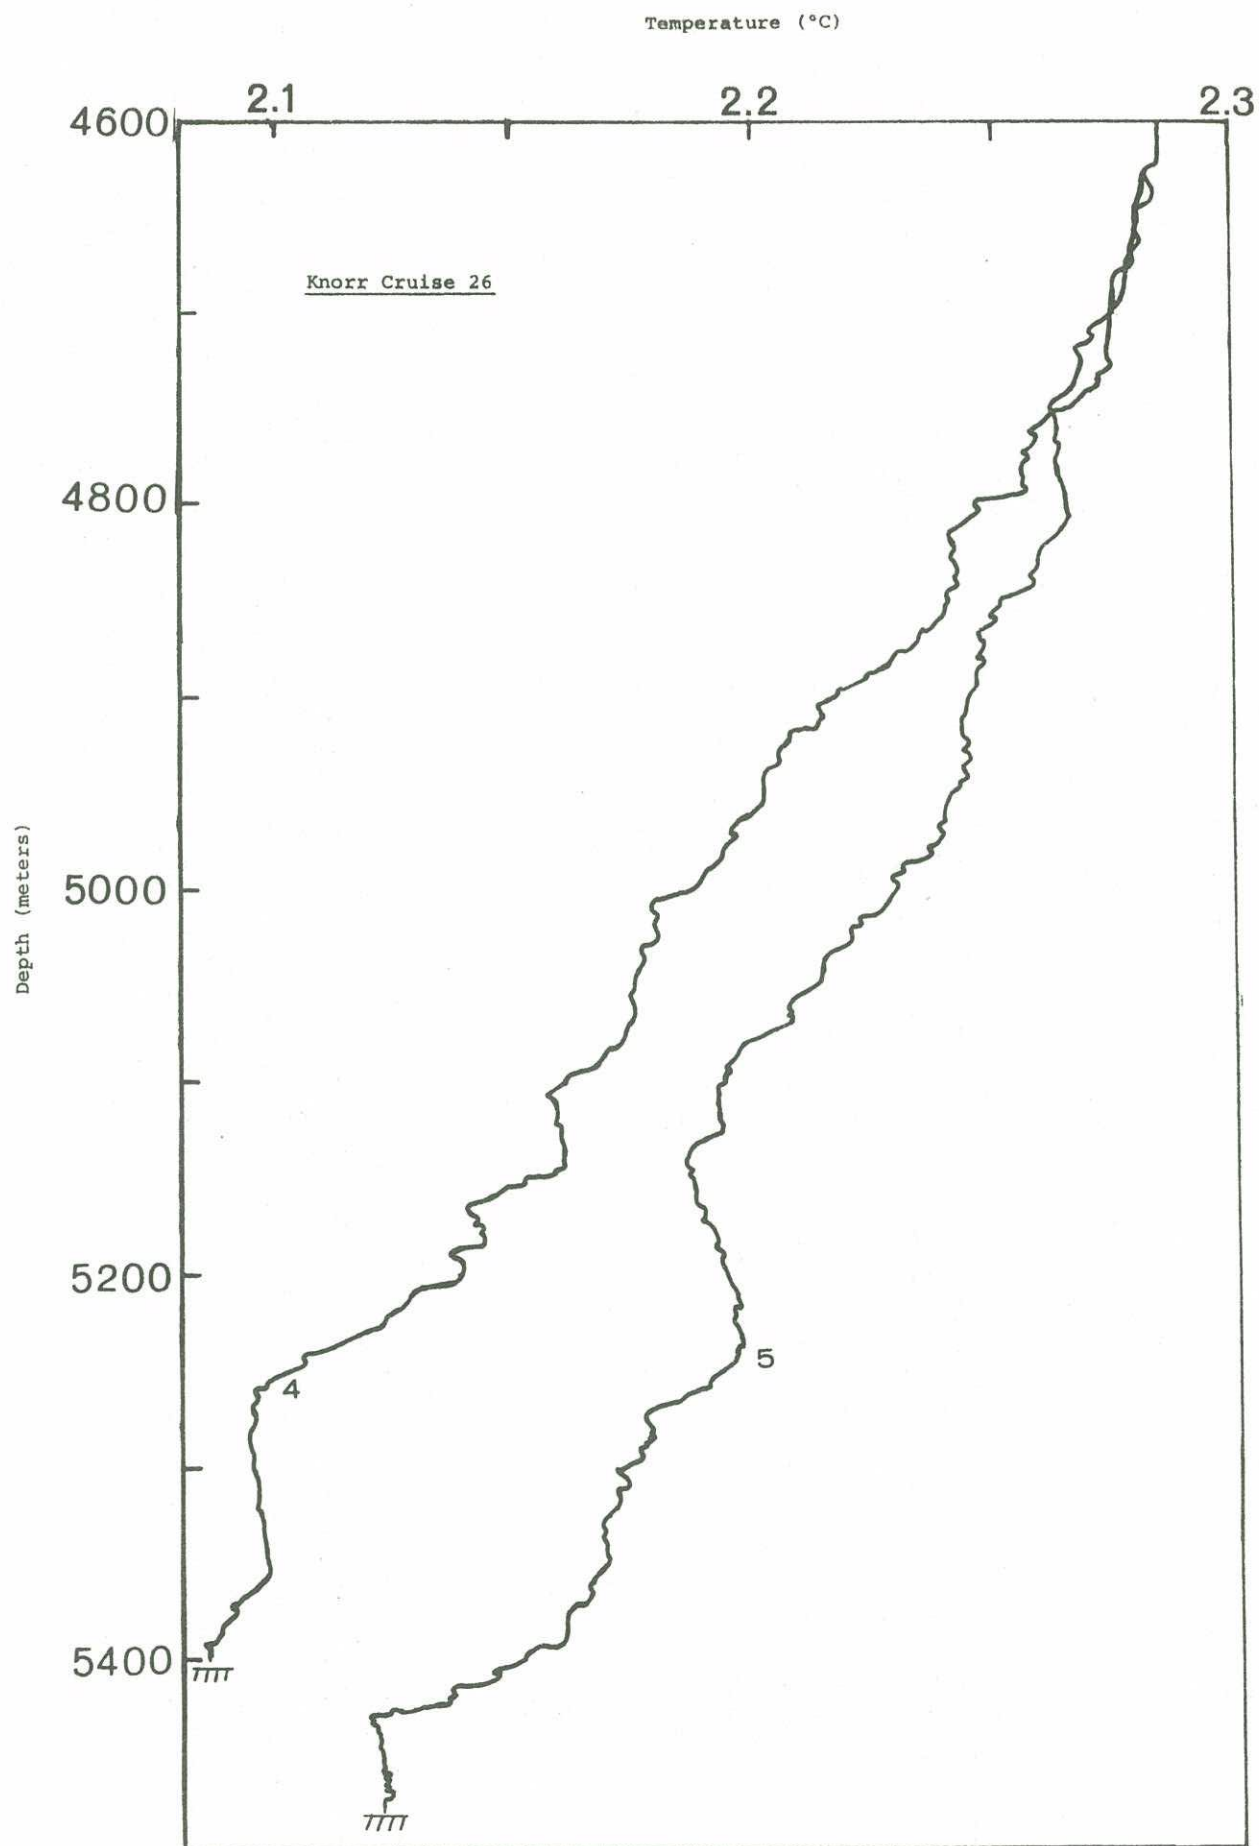 Temperature (°C)
2.1 2.2 2.3
4600
Knorr Cruise 26
4800
Depth (meters)
5000
5200
5
4
5400